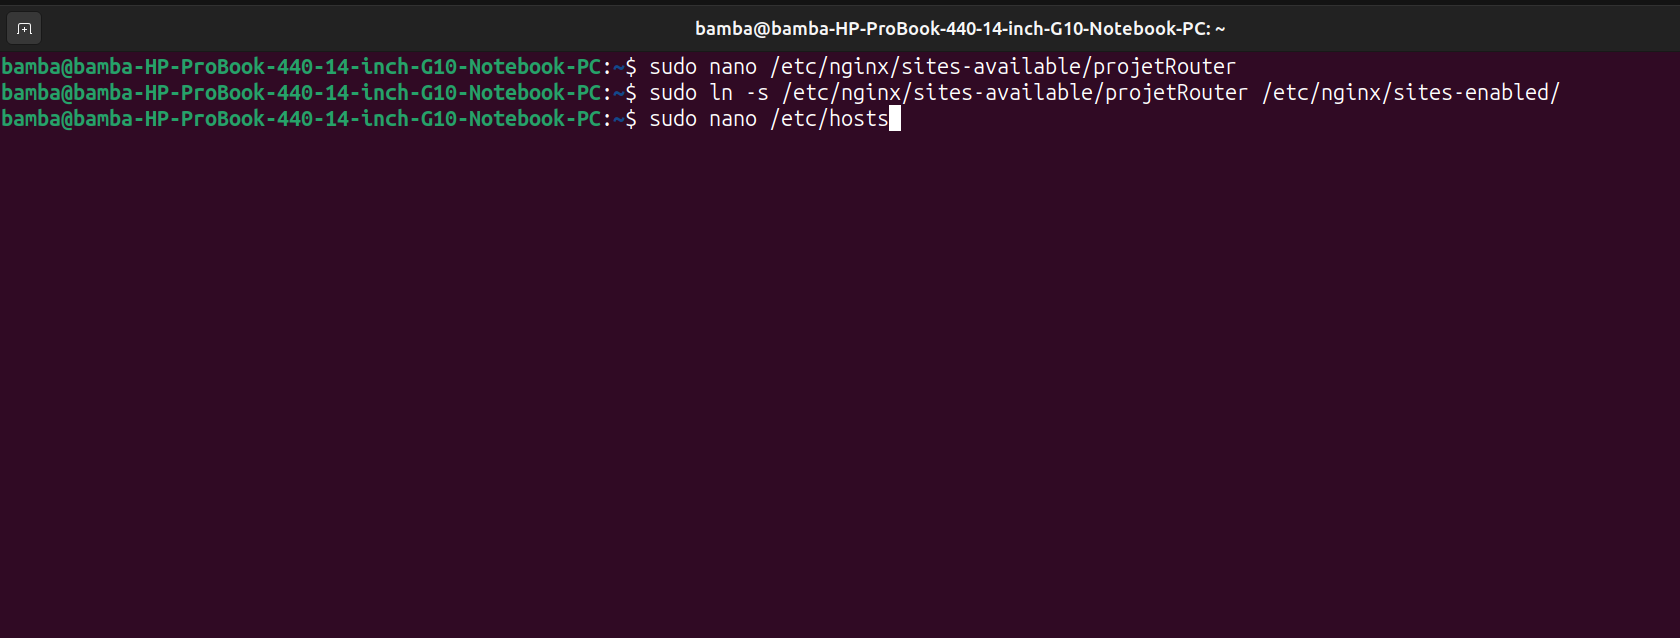 bamba@bamba-HP-ProBook-440-14-inch-G10-Notebook-PC: ~
bamba@bamba-HP-ProBook-440-14-inch-G10-Notebook-PC:~$ sudo nano /etc/nginx/sites-available/projetRouter
bamba@bamba-HP-ProBook-440-14-inch-G10-Notebook-PC:~$ sudo ln -s /etc/nginx/sites-available/projetRouter /etc/nginx/sites-enabled/
bamba@bamba-HP-ProBook-440-14-inch-G10-Notebook-PC:~$ sudo nano /etc/hosts